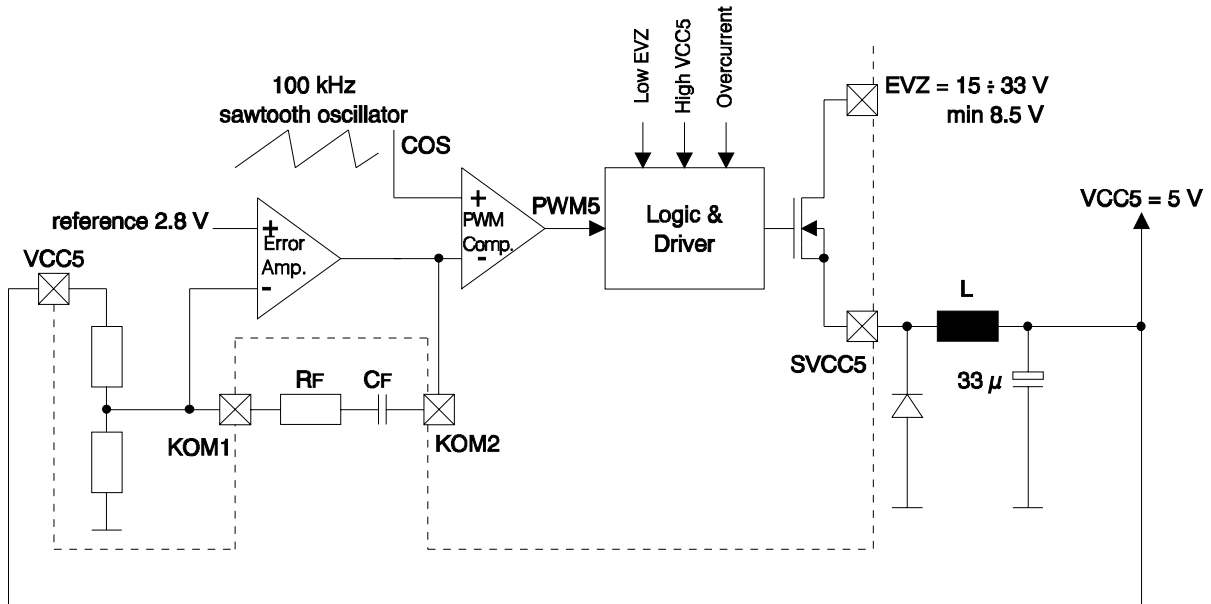 Low EVZ
High VCC5
Overcurrent
100 kHz
sawtooth oscillator
COS
EVZ = 15 ÷ 33 V
min 8.5 V
reference 2.8 V
+
Error
Amp.
-
+
PWM
Comp.
-
PWM5
Logic &
Driver
VCC5 = 5 V
VCC5
L
SVCC5
33 µ
RF
CF
KOM1
KOM2